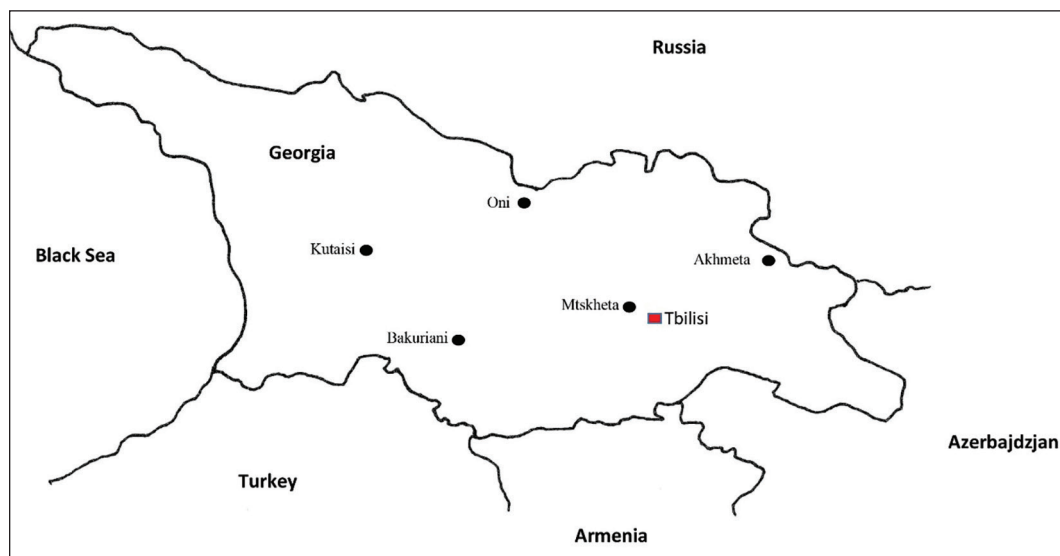 Russia
Georgia
Oni
Kutaisi
Black Sea
Akhmeta
Mtskheta
Tbilisi
Bakuriani
Azerbajdzjan
Turkey
Armenia